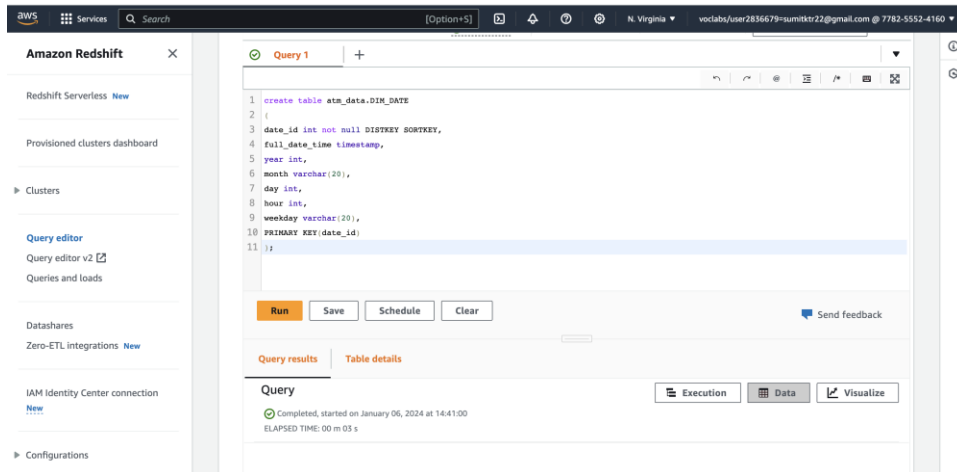 aws Services Search [Option+S] N. Virginia voclabs/user2836679=sumitktr22@gmail.com @ 7782-5552-4160
Amazon Redshift
Redshift Serverless New
Provisioned clusters dashboard
Clusters
Query editor
Query editor v2
Queries and loads
Datashares
Zero-ETL integrations New
IAM Identity Center connection
New
Configurations
Query 1
1 create table atm_data.DIM_DATE
2 (
3 date_id int not null DISTKEY SORTKEY,
4 full_date_time timestamp,
5 year int,
6 month varchar(20),
7 day int,
8 hour int,
9 weekday varchar(20),
10 PRIMARY KEY(date_id)
11 );
Run Save Schedule Clear
Send feedback
Query results Table details
Query
Execution Data Visualize
Completed, started on January 06, 2024 at 14:41:00
ELAPSED TIME: 00 m 03 s